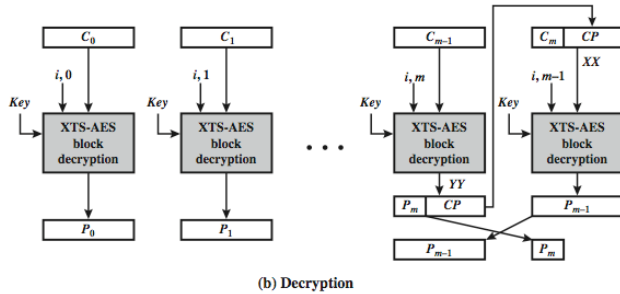 C0 C1 Cm–1 Cm CP
XX
i, 0 i, 1 i, m i, m–1
Key Key Key Key
XTS-AES block decryption
XTS-AES block decryption
• • •
XTS-AES block decryption
XTS-AES block decryption
YY
P0 P1 Pm CP Pm–1
Pm–1 Pm
(b) Decryption